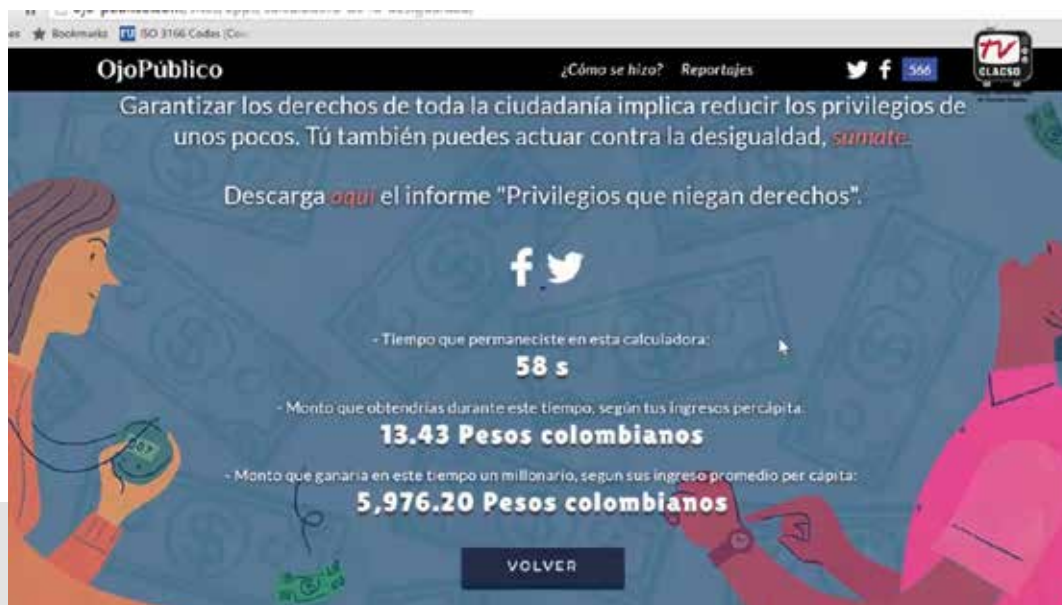 Bookmarks ISO 3166 Codes (Cou
OjoPúblico ¿Cómo se hizo? Reportajes 566
TV CLACSO
Garantizar los derechos de toda la ciudadanía implica reducir los privilegios de
unos pocos. Tú también puedes actuar contra la desigualdad, súmate.
Descarga aquí el informe "Privilegios que niegan derechos".
- Tiempo que permaneciste en esta calculadora:
58 s
- Monto que obtendrías durante este tiempo, según tus ingresos percápita:
13.43 Pesos colombianos
- Monto que ganaría en este tiempo un millonario, segun sus ingreso promedio per cápita:
5,976.20 Pesos colombianos
VOLVER